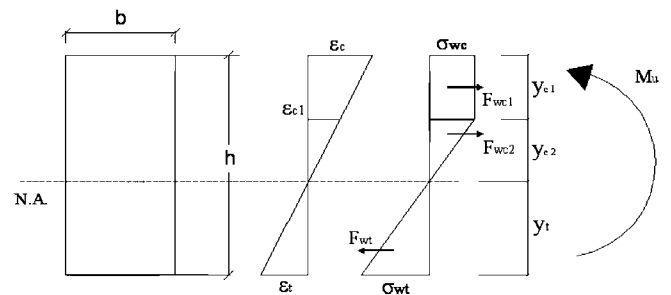 b
εc
σwc
Mu
yc1
Fwc1
εc1
h
Fwc2
yc2
N.A.
Fwt
yt
εt
σwt